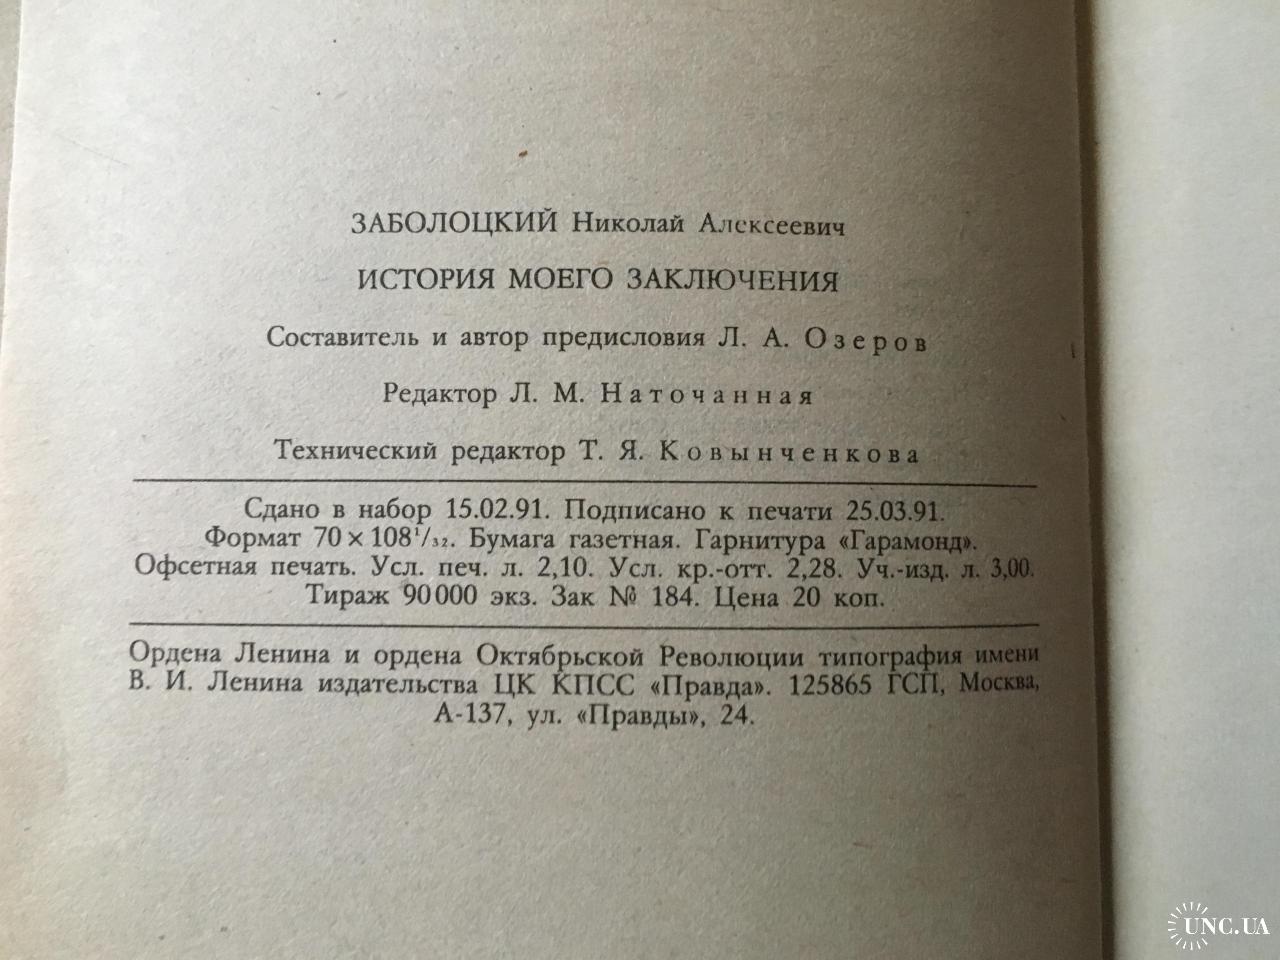 ЗАБОЛОЦКИЙ Николай Алексеевич
ИСТОРИЯ МОЕГО ЗАКЛЮЧЕНИЯ
Составитель и автор предисловия Л. А. Озеров
Редактор Л. М. Наточанная
Технический редактор Т. Я. Ковынченкова
Сдано в набор 15.02.91. Подписано к печати 25.03.91.
Формат 70 × 108¹/₃₂. Бумага газетная. Гарнитура «Гарамонд».
Офсетная печать. Усл. печ. л. 2,10. Усл. кр.-отт. 2,28. Уч.-изд. л. 3,00.
Тираж 90 000 экз. Зак № 184. Цена 20 коп.
Ордена Ленина и ордена Октябрьской Революции типография имени
В. И. Ленина издательства ЦК КПСС «Правда». 125865 ГСП, Москва,
А-137, ул. «Правды», 24.
UNC.UA